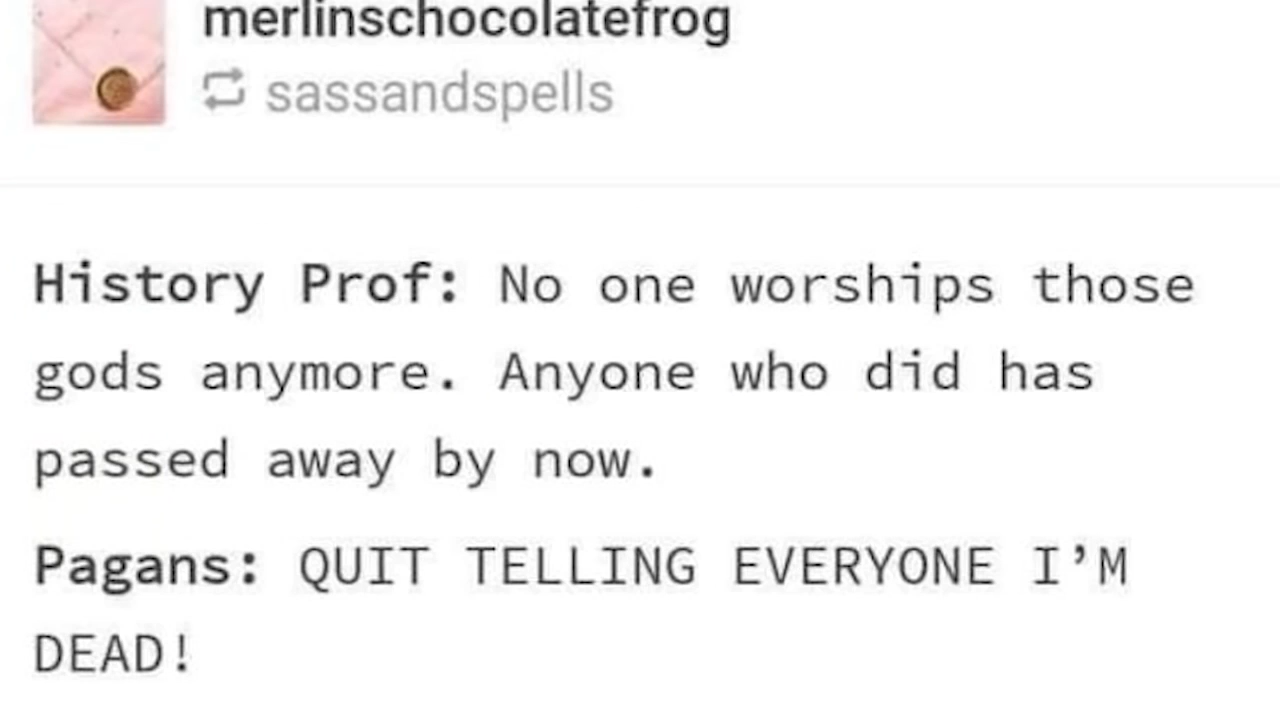 merlinschocolatefrog
sassandspells
History Prof: No one worships those
gods anymore. Anyone who did has
passed away by now.
Pagans: QUIT TELLING EVERYONE I’M
DEAD!